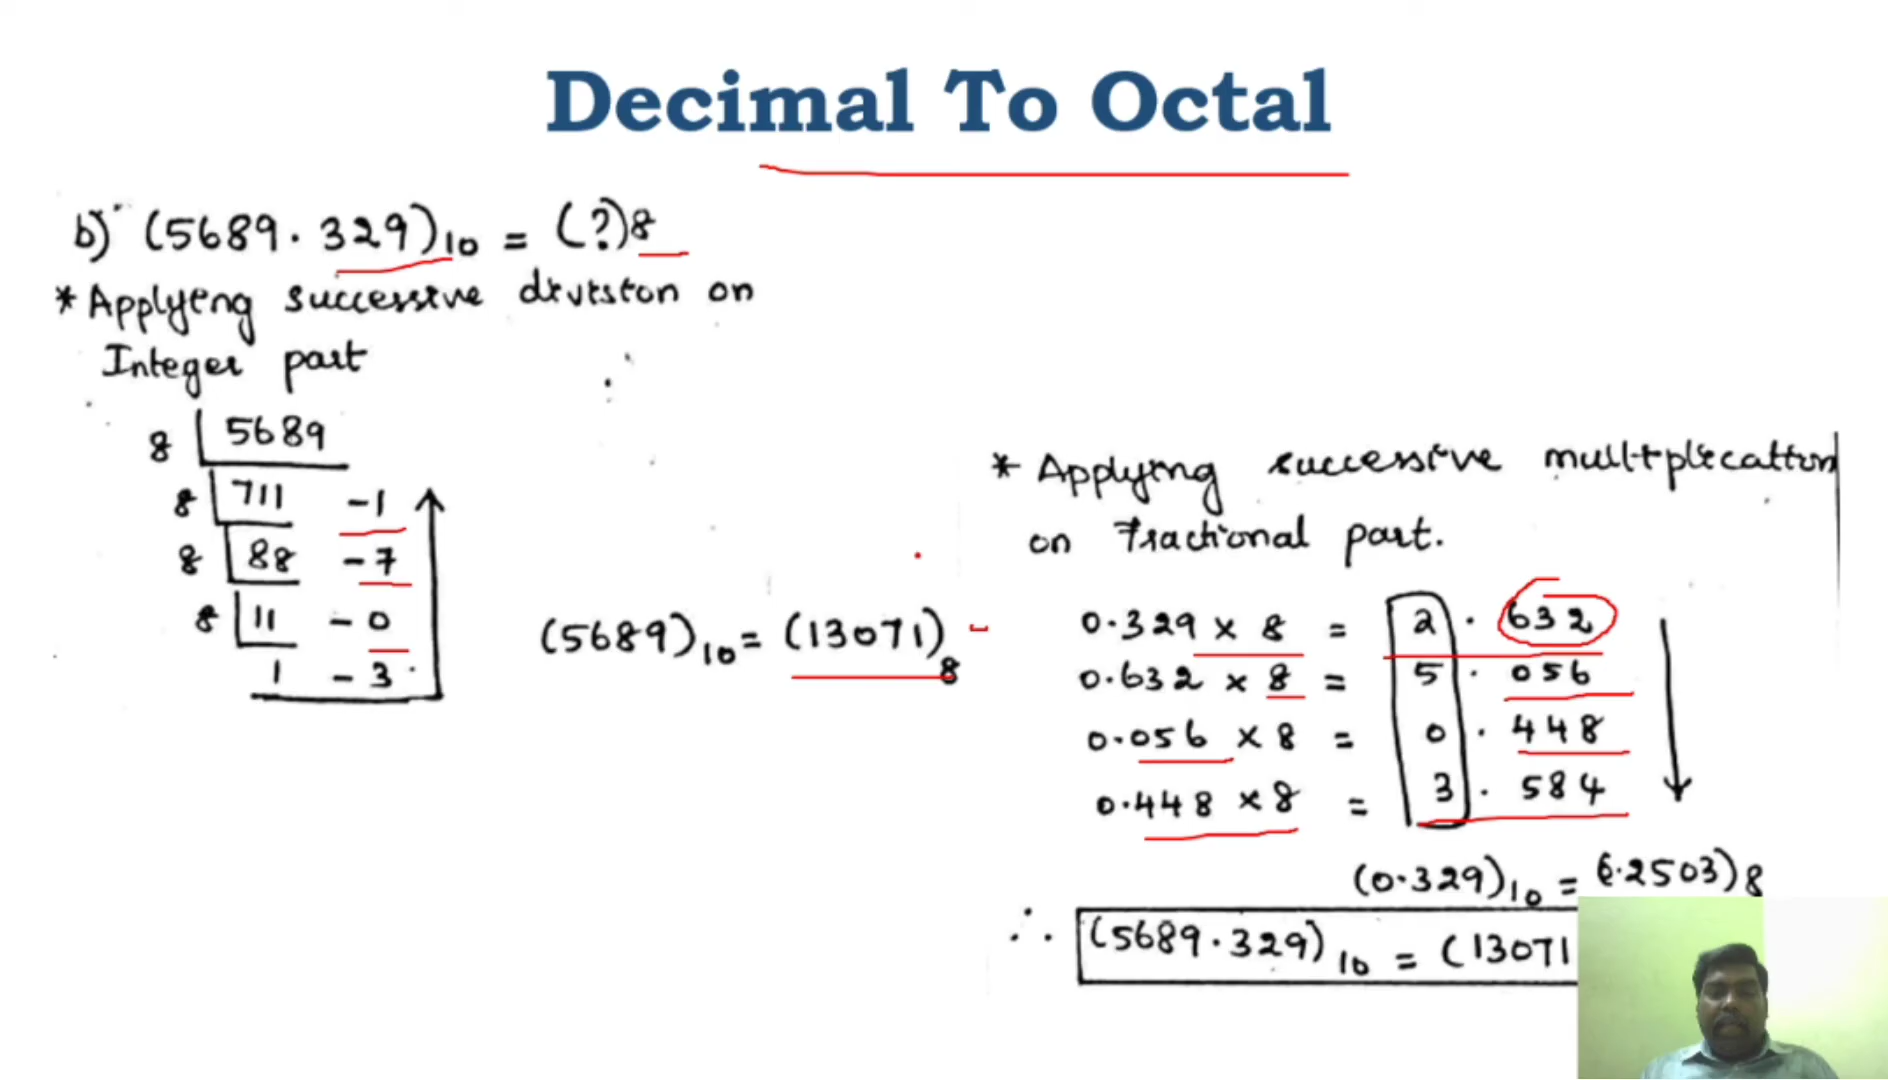 Decimal To Octal
b) (5689.329)₁₀ = (?)8
* Applying successive division on
Integer part
8 | 5689
8 | 711 - 1
8 | 88 - 7
8 | 11 - 0
1 - 3
(5689)₁₀ = (13071)₈
* Applying successive multiplication
on Fractional part.
0.329 × 8 = 2.632
0.632 × 8 = 5.056
0.056 × 8 = 0.448
0.448 × 8 = 3.584
(0.329)₁₀ = (.2503)8
∴ (5689.329)₁₀ = (13071